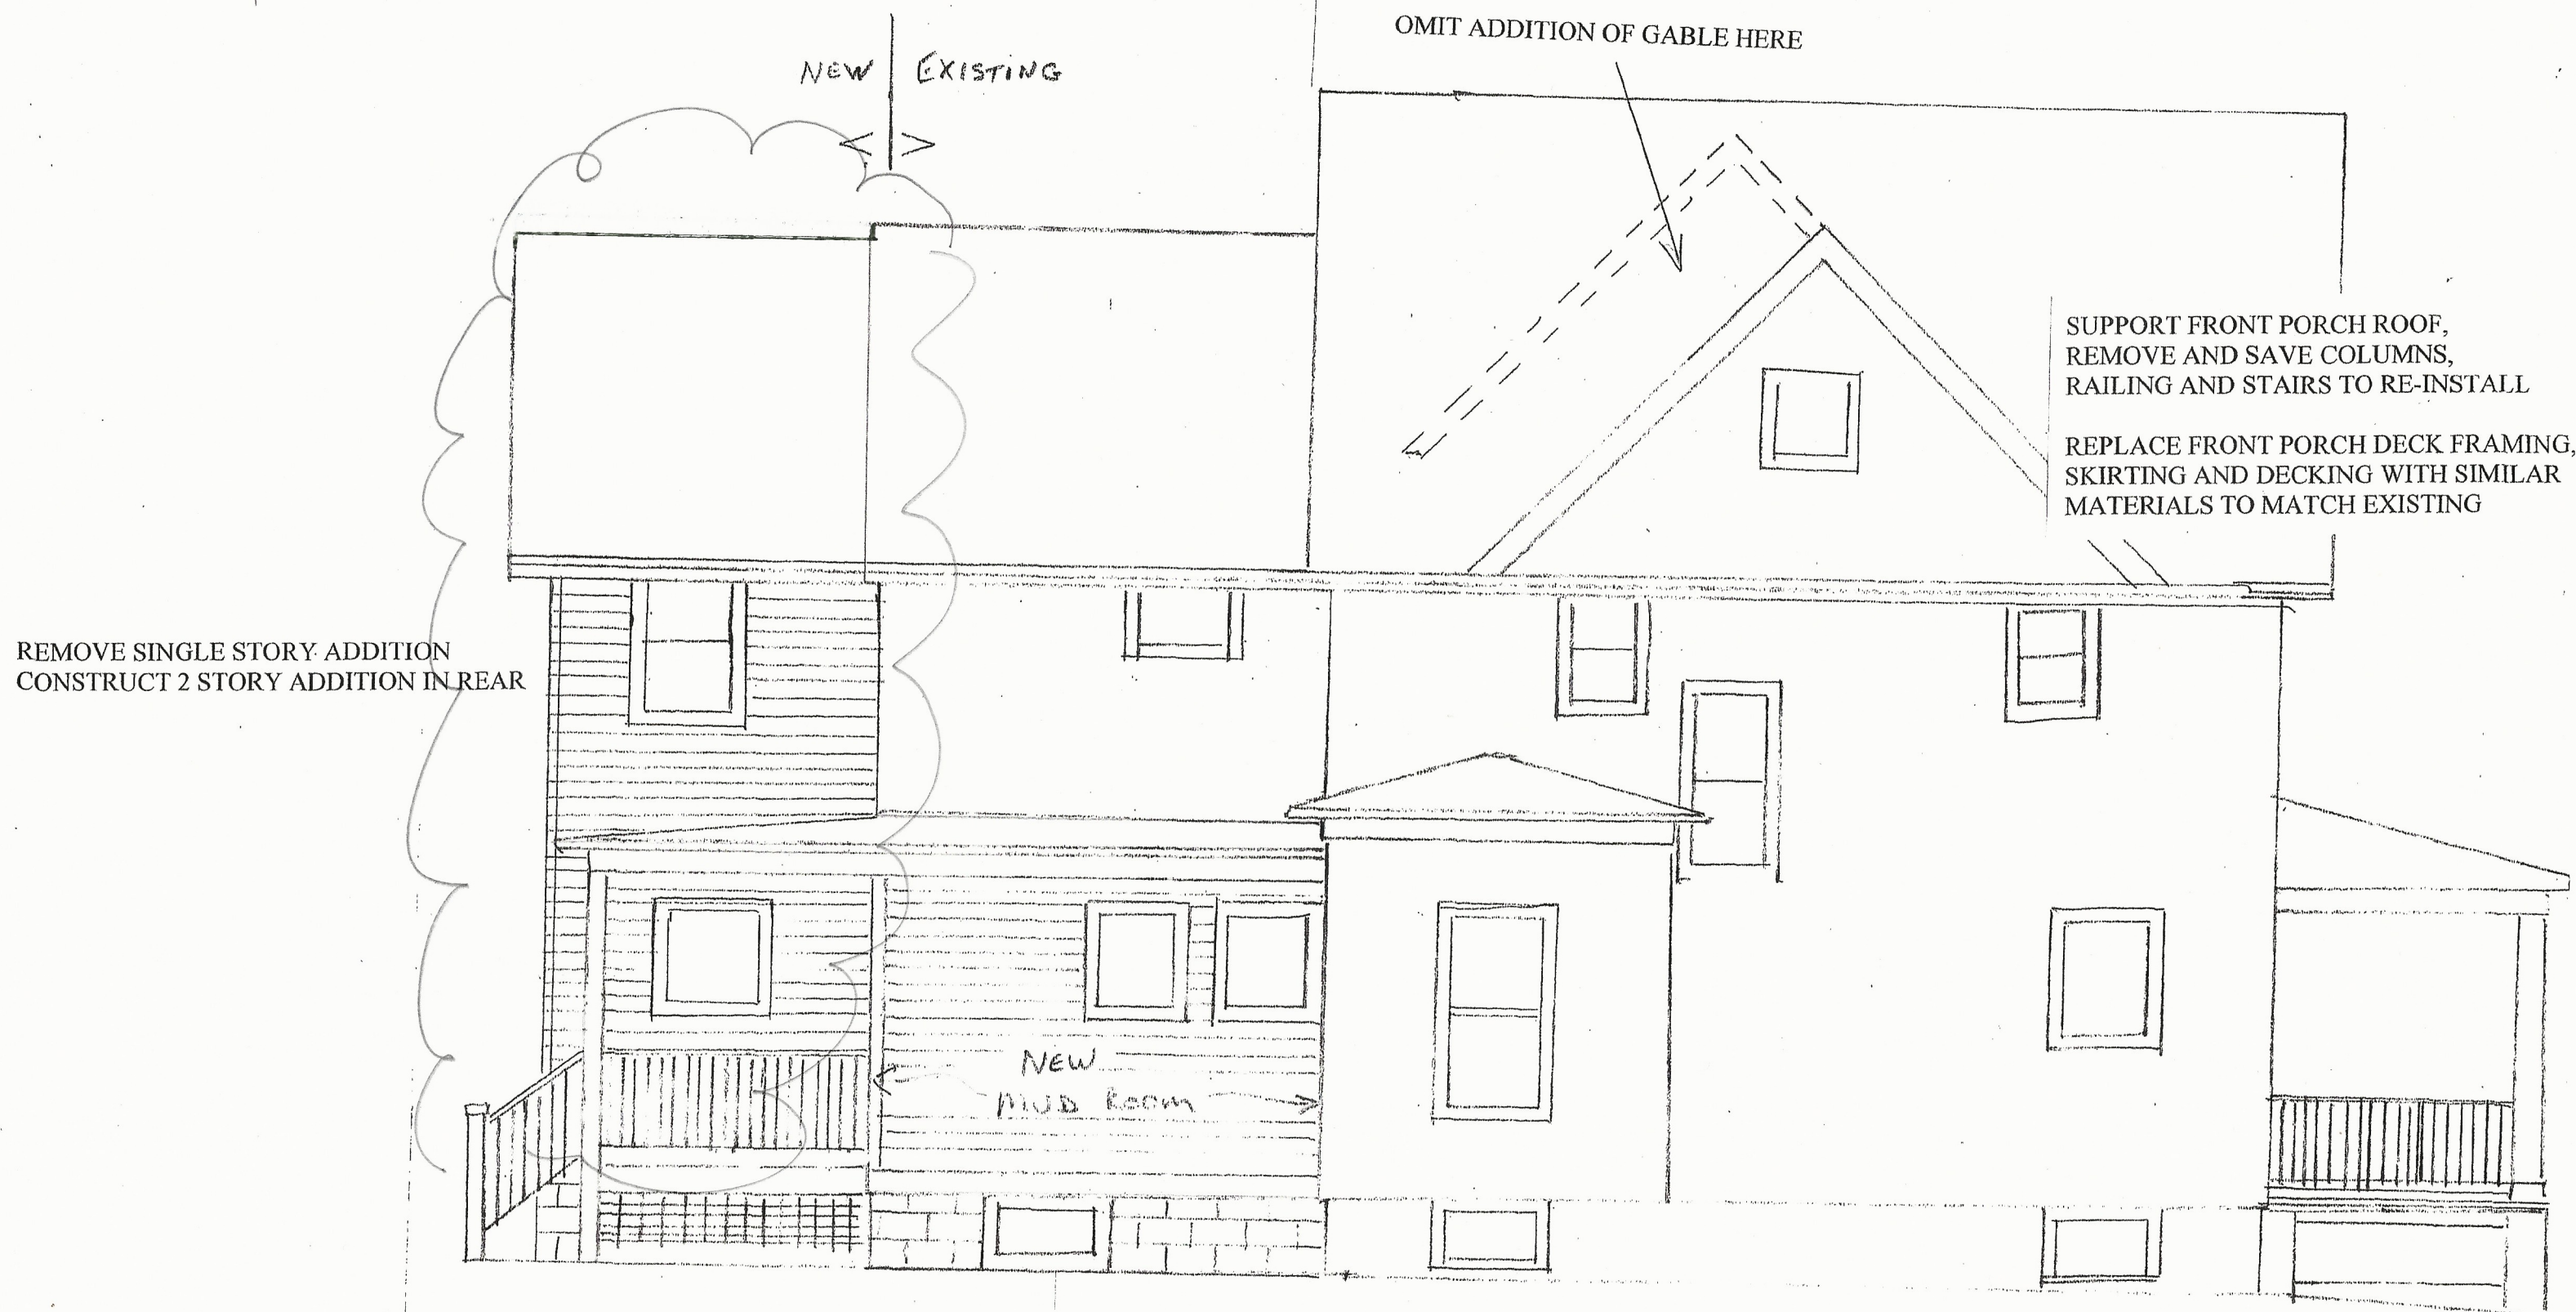 OMIT ADDITION OF GABLE HERE
NEW EXISTING
SUPPORT FRONT PORCH ROOF,
REMOVE AND SAVE COLUMNS,
RAILING AND STAIRS TO RE-INSTALL
REPLACE FRONT PORCH DECK FRAMING,
SKIRTING AND DECKING WITH SIMILAR
MATERIALS TO MATCH EXISTING
REMOVE SINGLE STORY ADDITION
CONSTRUCT 2 STORY ADDITION IN REAR
NEW
MUD ROOM